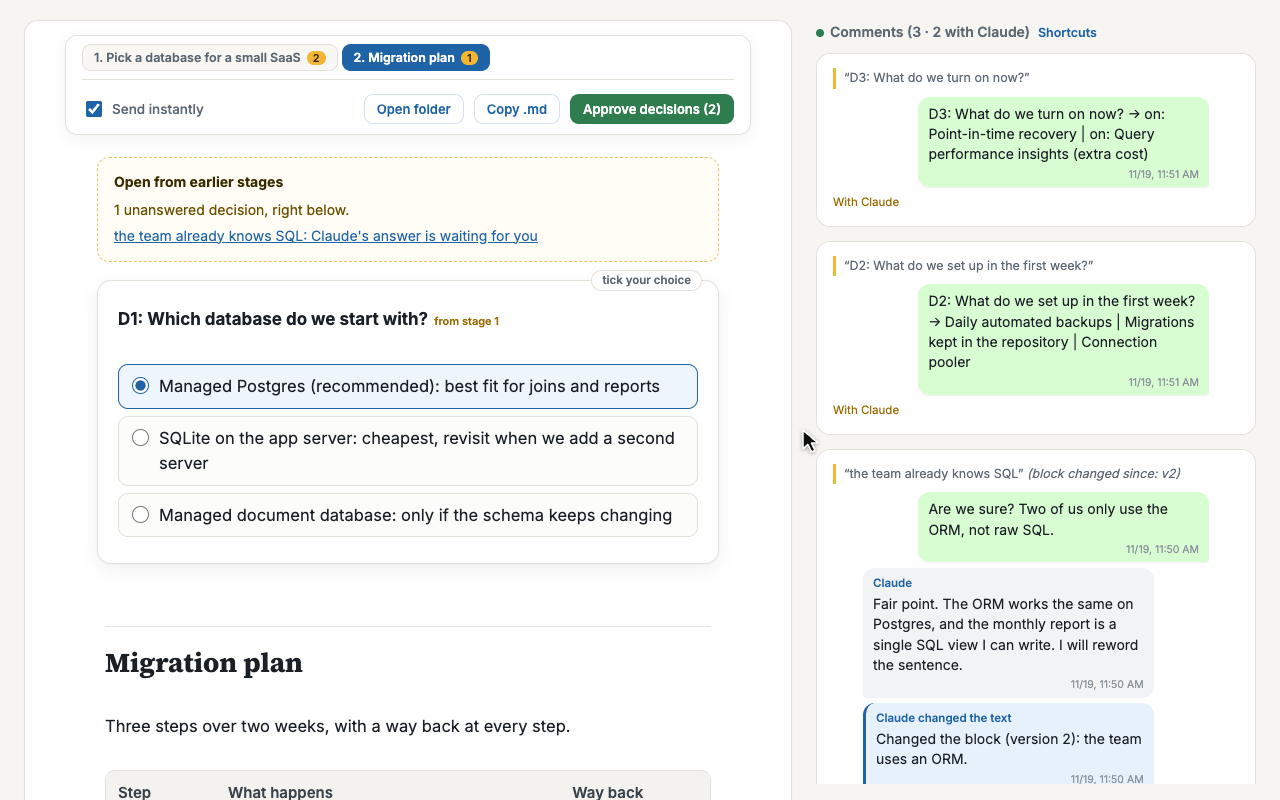 1. Pick a database for a small SaaS 2
2. Migration plan 1
Send instantly
Open folder
Copy .md
Approve decisions (2)
Open from earlier stages
1 unanswered decision, right below.
the team already knows SQL: Claude's answer is waiting for you
tick your choice
D1: Which database do we start with? from stage 1
Managed Postgres (recommended): best fit for joins and reports
SQLite on the app server: cheapest, revisit when we add a second
server
Managed document database: only if the schema keeps changing
Migration plan
Three steps over two weeks, with a way back at every step.
Step What happens Way back
Comments (3 · 2 with Claude) Shortcuts
“D3: What do we turn on now?”
D3: What do we turn on now? → on:
Point-in-time recovery | on: Query
performance insights (extra cost)
11/19, 11:51 AM
With Claude
“D2: What do we set up in the first week?”
D2: What do we set up in the first week?
→ Daily automated backups | Migrations
kept in the repository | Connection
pooler
11/19, 11:51 AM
With Claude
“the team already knows SQL” (block changed since: v2)
Are we sure? Two of us only use the
ORM, not raw SQL.
11/19, 11:50 AM
Claude
Fair point. The ORM works the same on
Postgres, and the monthly report is a
single SQL view I can write. I will reword
the sentence.
11/19, 11:50 AM
Claude changed the text
Changed the block (version 2): the team
uses an ORM.
11/19, 11:50 AM